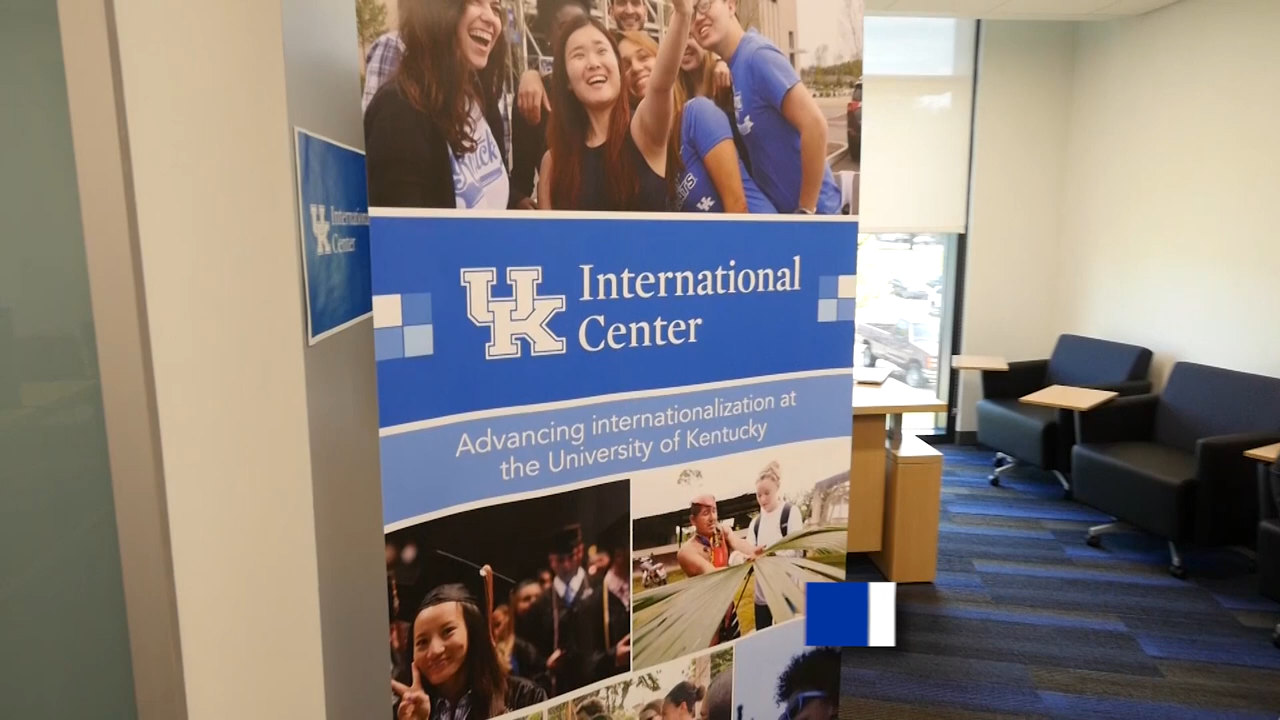 UK
International
Center
Advancing internationalization at
the University of Kentucky
UK
International
Center